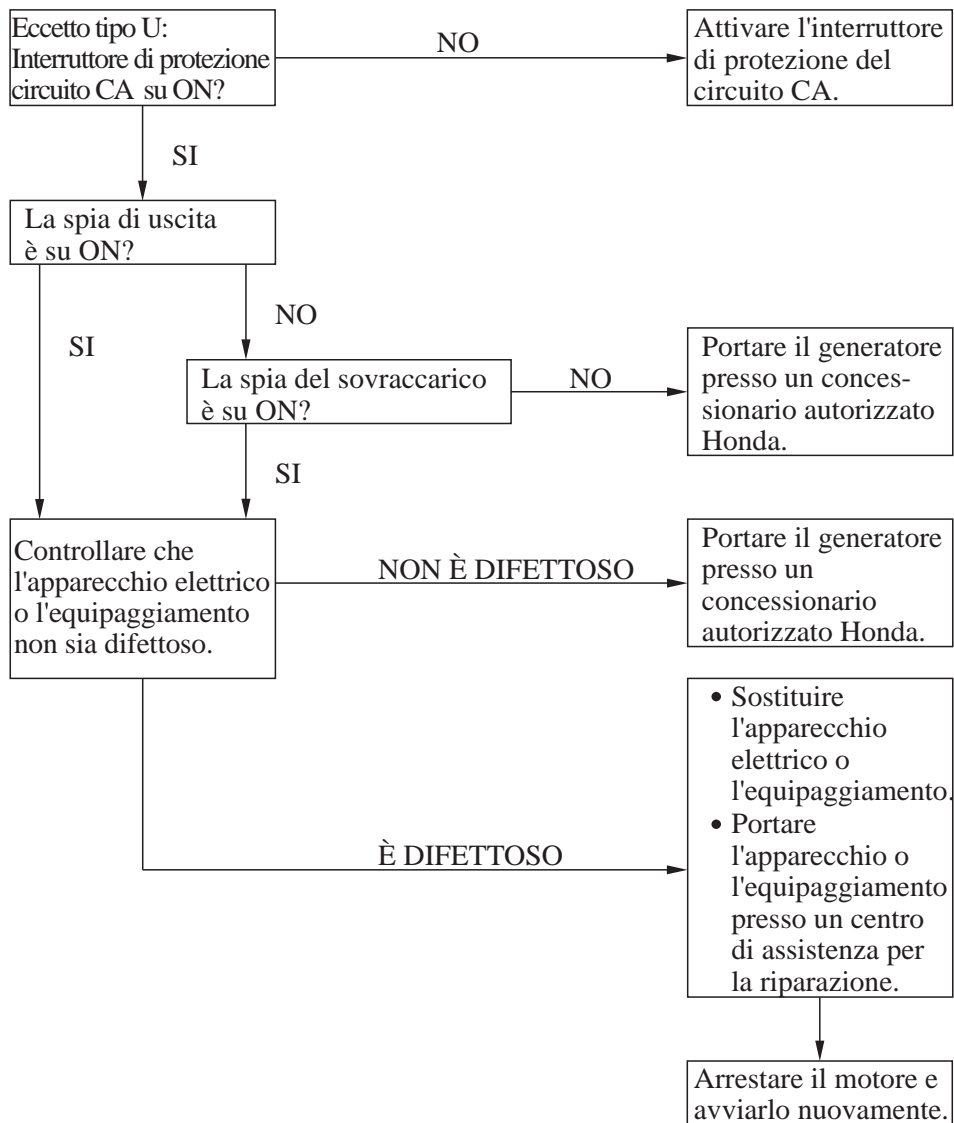 Eccetto tipo U:
Interruttore di protezione
circuito CA su ON?
NO
Attivare l'interruttore
di protezione del
circuito CA.
SI
La spia di uscita
è su ON?
SI
NO
La spia del sovraccarico
è su ON?
NO
Portare il generatore
presso un conces-
sionario autorizzato
Honda.
SI
Controllare che
l'apparecchio elettrico
o l'equipaggiamento
non sia difettoso.
NON È DIFETTOSO
Portare il generatore
presso un
concessionario
autorizzato Honda.
È DIFETTOSO
• Sostituire
l'apparecchio
elettrico o
l'equipaggiamento.
• Portare
l'apparecchio o
l'equipaggiamento
presso un centro
di assistenza per
la riparazione.
Arrestare il motore e
avviarlo nuovamente.